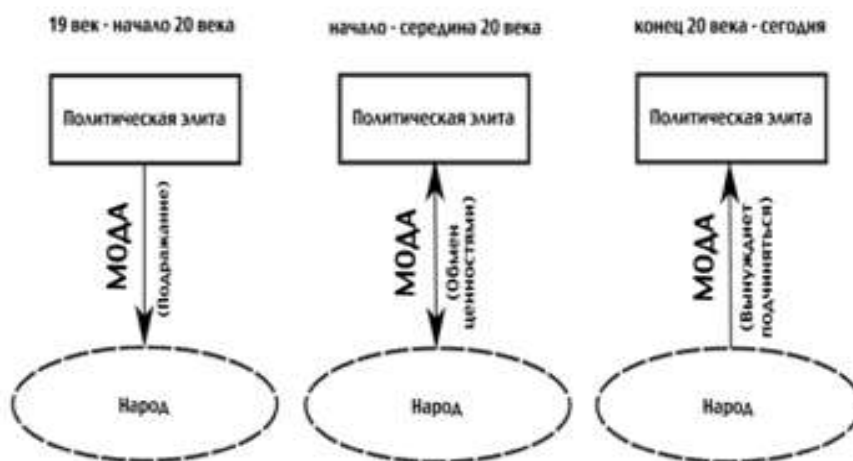 19 век - начало 20 века
Политическая элита
МОДА
(Подражание)
Народ
начало - середина 20 века
Политическая элита
МОДА
(Обмен
ценностями)
Народ
конец 20 века - сегодня
Политическая элита
МОДА
(Вынуждает
подчиняться)
Народ